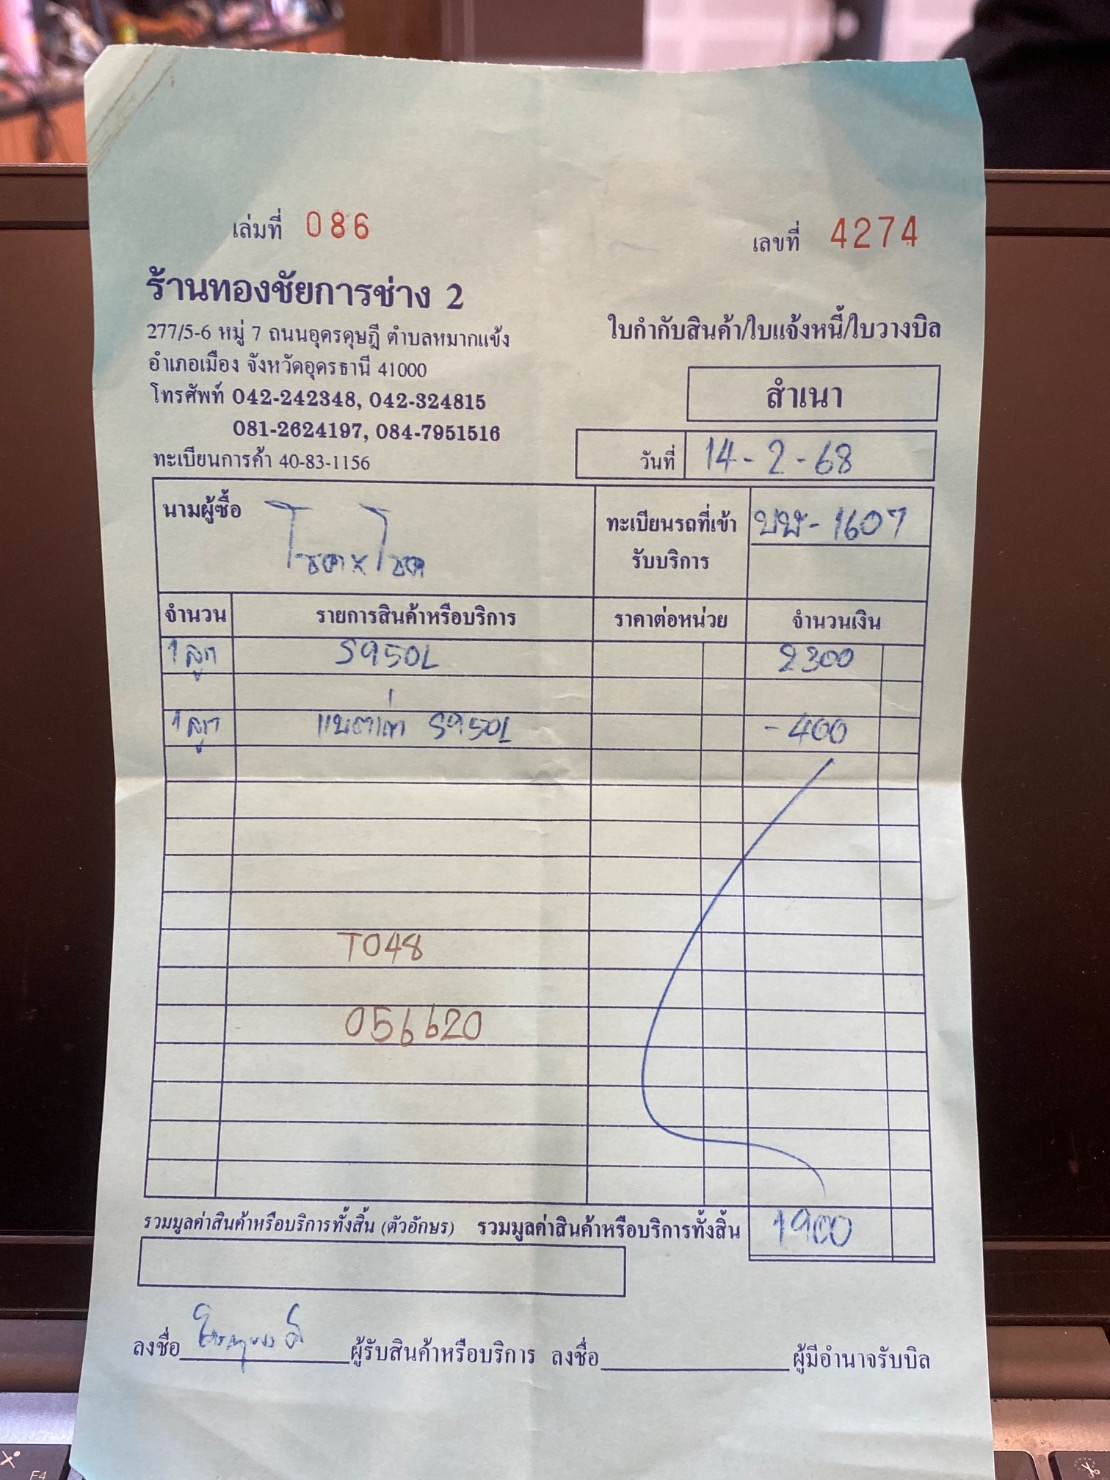 เล่มที่ 086
เลขที่ 4274
ร้านทองชัยการช่าง 2
277/5-6 หมู่ 7 ถนนอุดรดุษฎี ตำบลหมากแข้ง
อำเภอเมือง จังหวัดอุดรธานี 41000
โทรศัพท์ 042-242348, 042-324815
081-2624197, 084-7951516
ทะเบียนการค้า 40-83-1156
ใบกำกับสินค้า/ใบแจ้งหนี้/ใบวางบิล
สำเนา
วันที่ 14-2-68
นามผู้ซื้อ โชค x โชค
ทะเบียนรถที่เข้า
รับบริการ
-1607
จำนวน รายการสินค้าหรือบริการ ราคาต่อหน่วย จำนวนเงิน
1 ลูก S950L 2300
1 ลูก แบตเก่า S950L -400
T048
056620
รวมมูลค่าสินค้าหรือบริการทั้งสิ้น (ตัวอักษร) รวมมูลค่าสินค้าหรือบริการทั้งสิ้น 1900
ลงชื่อ ผู้รับสินค้าหรือบริการ ลงชื่อ ผู้มีอำนาจรับบิล
F4